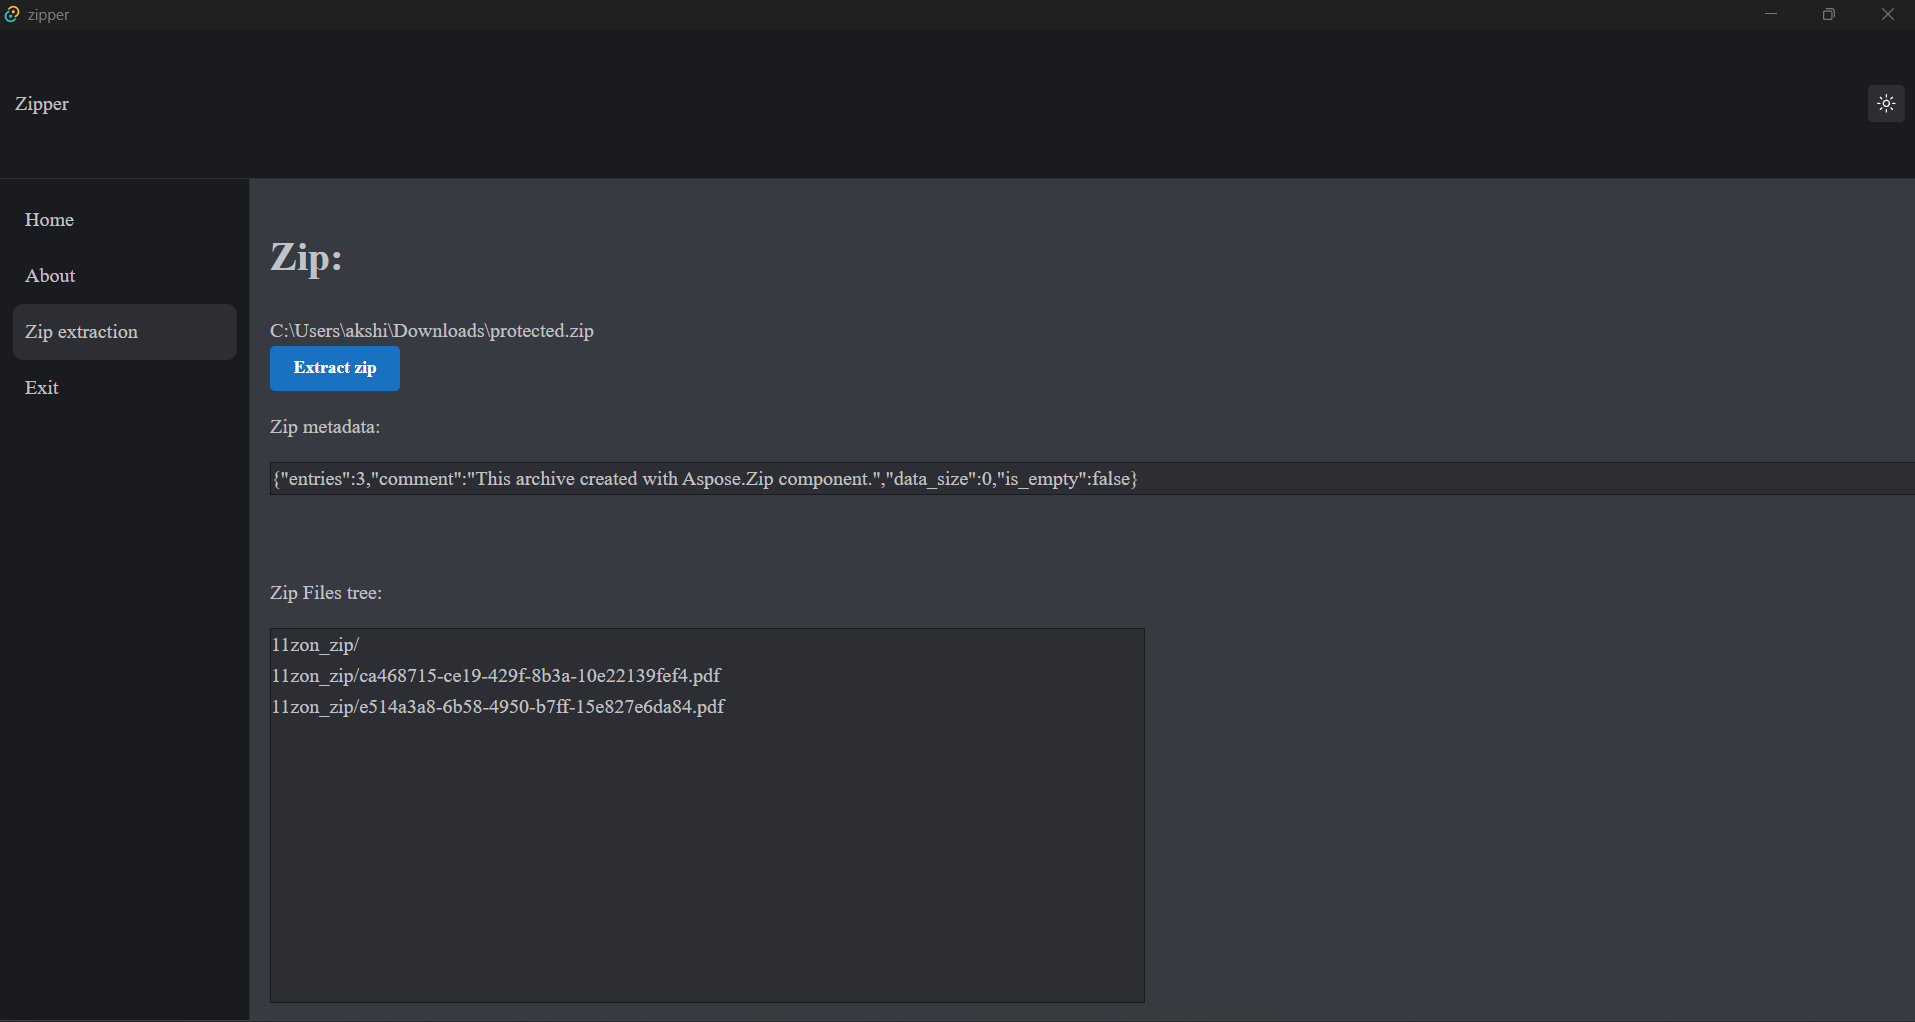 zipper
Zipper
Home
About
Zip extraction
Exit
Zip:
C:\Users\akshi\Downloads\protected.zip
Extract zip
Zip metadata:
{"entries":3,"comment":"This archive created with Aspose.Zip component.","data_size":0,"is_empty":false}
Zip Files tree:
11zon_zip/
11zon_zip/ca468715-ce19-429f-8b3a-10e22139fef4.pdf
11zon_zip/e514a3a8-6b58-4950-b7ff-15e827e6da84.pdf